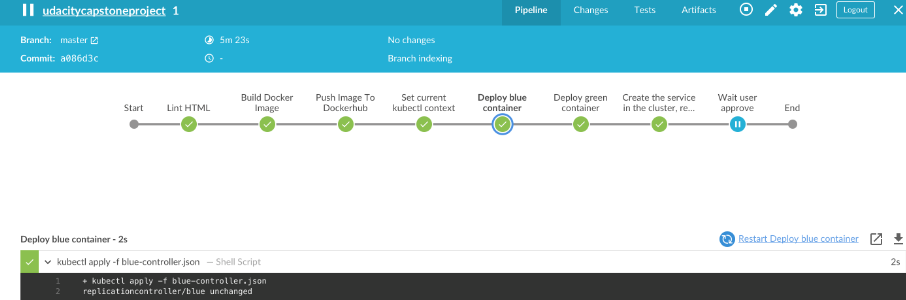 udacitycapstoneproject 1
Pipeline Changes Tests Artifacts Logout
Branch: master 5m 23s No changes
Commit: a086d3c - Branch indexing
Start
Lint HTML
Build Docker
Image
Push Image To
Dockerhub
Set current
kubectl context
Deploy blue
container
Deploy green
container
Create the service
in the cluster, re...
Wait user
approve
End
Deploy blue container - 2s
Restart Deploy blue container
kubectl apply -f blue-controller.json — Shell Script 2s
1 + kubectl apply -f blue-controller.json
2 replicationcontroller/blue unchanged